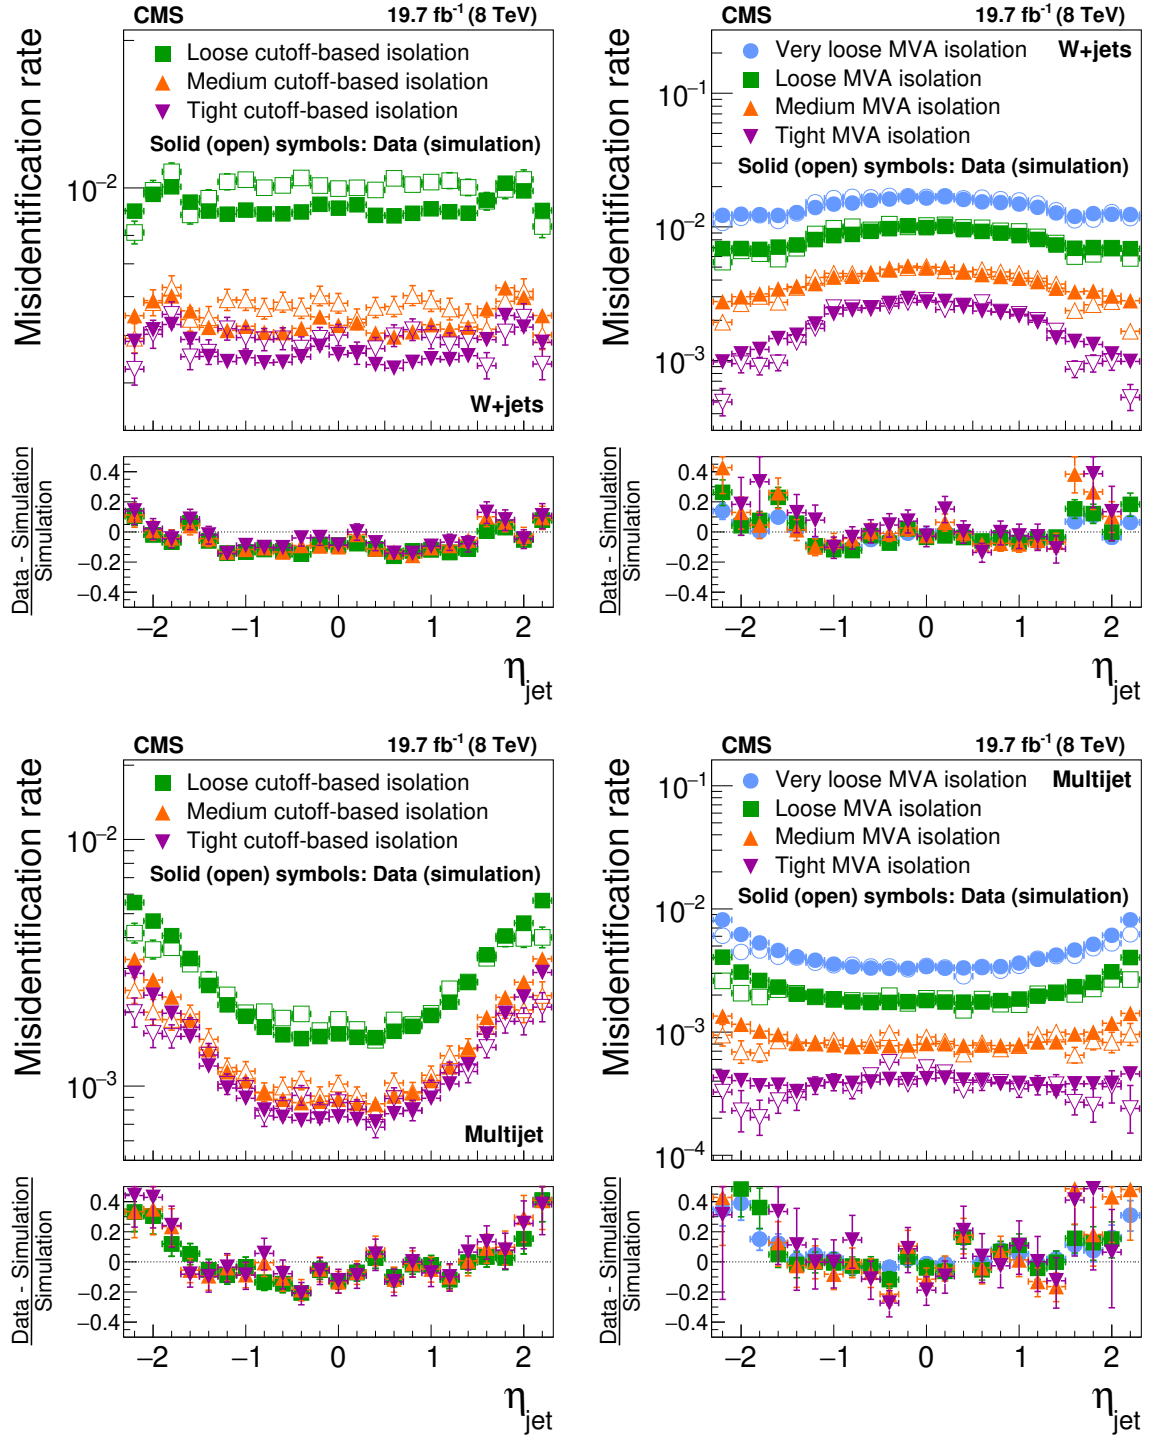 CMS 19.7 fb⁻¹ (8 TeV)
Misidentification rate
Loose cutoff-based isolation
Medium cutoff-based isolation
Tight cutoff-based isolation
Solid (open) symbols: Data (simulation)
10⁻²
W+jets
Data - Simulation
Simulation
0.4
0.2
0
−0.2
−0.4
−2 −1 0 1 2
η_jet
CMS 19.7 fb⁻¹ (8 TeV)
Misidentification rate
Very loose MVA isolation W+jets
Loose MVA isolation
Medium MVA isolation
Tight MVA isolation
Solid (open) symbols: Data (simulation)
10⁻¹
10⁻²
10⁻³
Data - Simulation
Simulation
0.4
0.2
0
−0.2
−0.4
−2 −1 0 1 2
η_jet
CMS 19.7 fb⁻¹ (8 TeV)
Misidentification rate
Loose cutoff-based isolation
Medium cutoff-based isolation
Tight cutoff-based isolation
Solid (open) symbols: Data (simulation)
10⁻²
10⁻³
Multijet
Data - Simulation
Simulation
0.4
0.2
0
−0.2
−0.4
−2 −1 0 1 2
η_jet
CMS 19.7 fb⁻¹ (8 TeV)
Misidentification rate
Very loose MVA isolation Multijet
Loose MVA isolation
Medium MVA isolation
Tight MVA isolation
Solid (open) symbols: Data (simulation)
10⁻¹
10⁻²
10⁻³
10⁻⁴
Data - Simulation
Simulation
0.4
0.2
0
−0.2
−0.4
−2 −1 0 1 2
η_jet